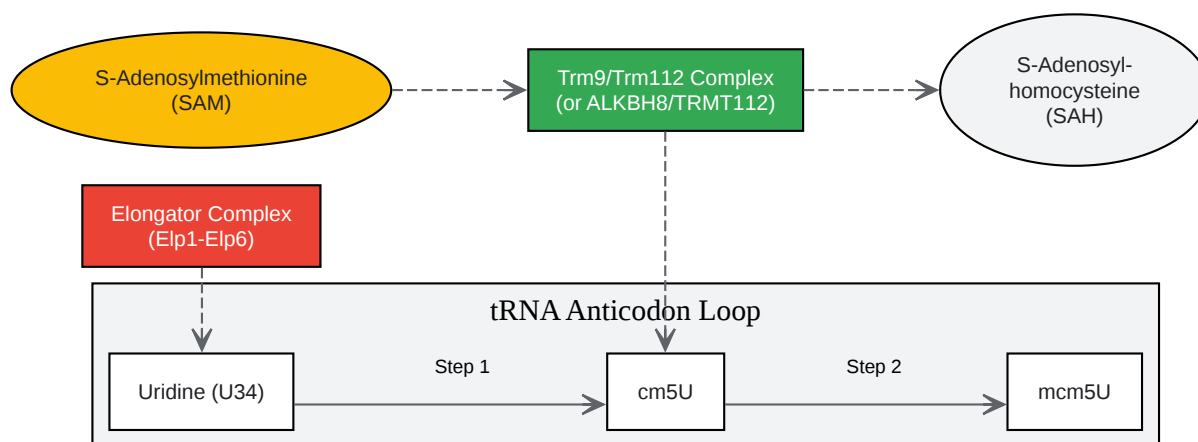 S-Adenosylmethionine
(SAM)
Trm9/Trm112 Complex
(or ALKBH8/TRMT112)
S-Adenosyl-
homocysteine
(SAH)
Elongator Complex
(Elp1-Elp6)
tRNA Anticodon Loop
Uridine (U34)
Step 1
cm5U
Step 2
mcm5U